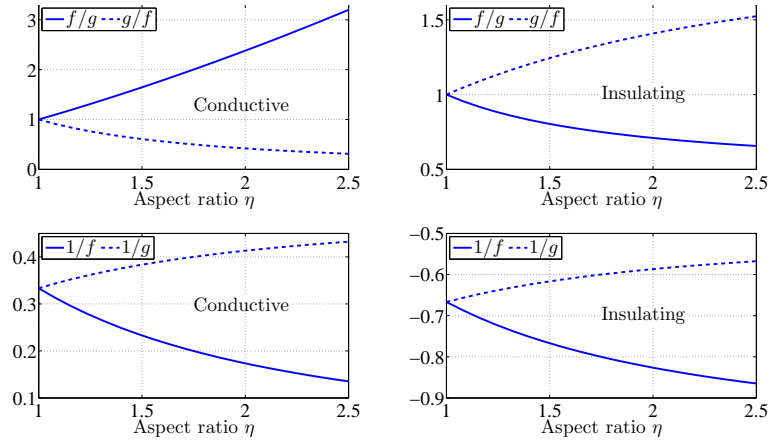 f/g g/f
3
2
1
0
Conductive
1 1.5 2 2.5
Aspect ratio η
f/g g/f
1.5
1
0.5
Insulating
1 1.5 2 2.5
Aspect ratio η
1/f 1/g
0.4
0.3
0.2
0.1
Conductive
1 1.5 2 2.5
Aspect ratio η
1/f 1/g
−0.5
−0.6
−0.7
−0.8
−0.9
Insulating
1 1.5 2 2.5
Aspect ratio η